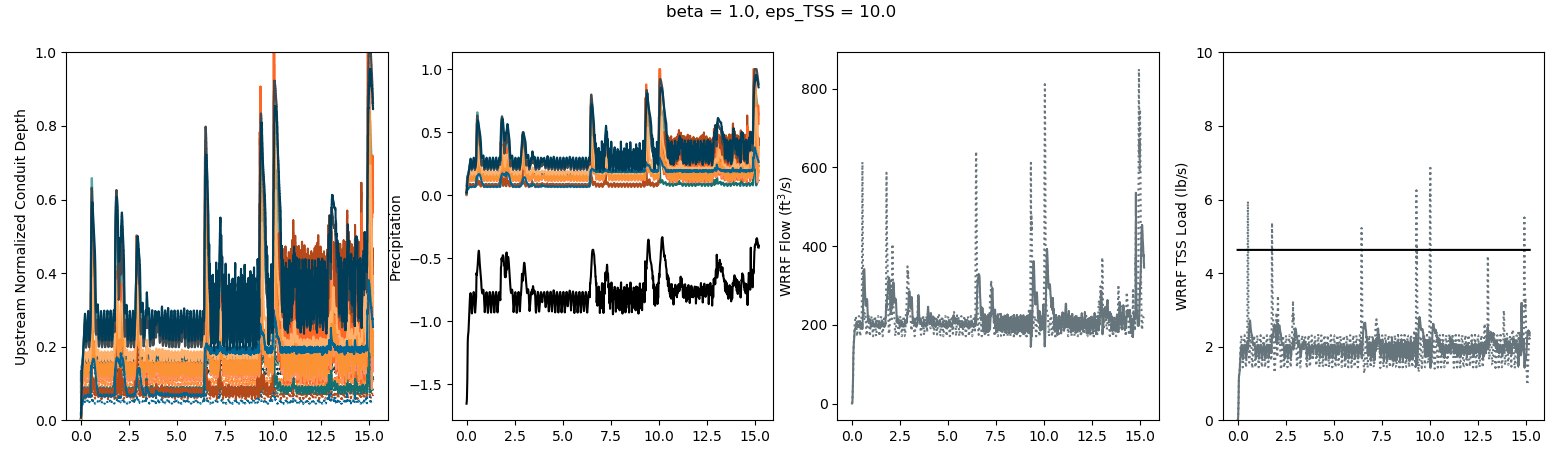 beta = 1.0, eps_TSS = 10.0
Upstream Normalized Conduit Depth
1.0
0.8
0.6
0.4
0.2
0.0
0.0 2.5 5.0 7.5 10.0 12.5 15.0
Precipitation
1.0
0.5
0.0
−0.5
−1.0
−1.5
0.0 2.5 5.0 7.5 10.0 12.5 15.0
WRRF Flow (ft³/s)
800
600
400
200
0
0.0 2.5 5.0 7.5 10.0 12.5 15.0
WRRF TSS Load (lb/s)
10
8
6
4
2
0
0.0 2.5 5.0 7.5 10.0 12.5 15.0